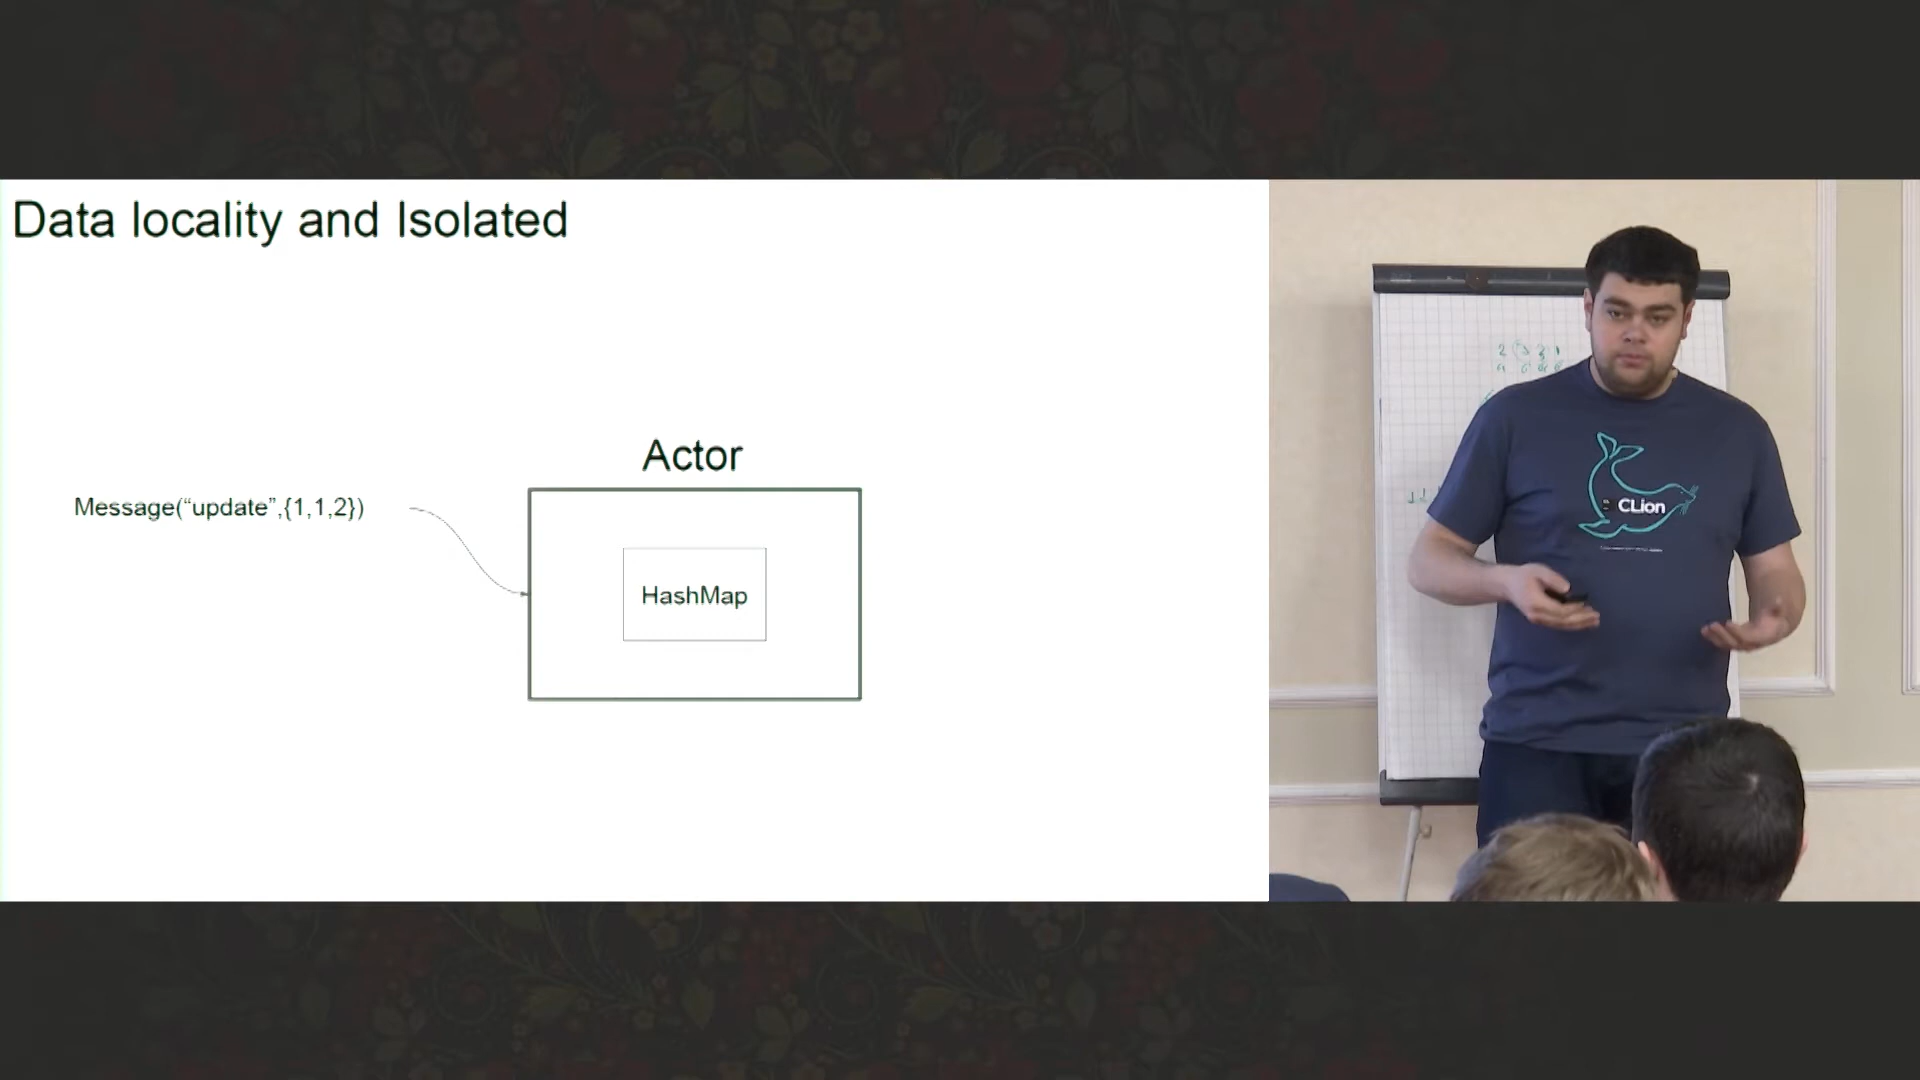 Data locality and Isolated
Actor
Message(“update”,{1,1,2})
HashMap
CLion